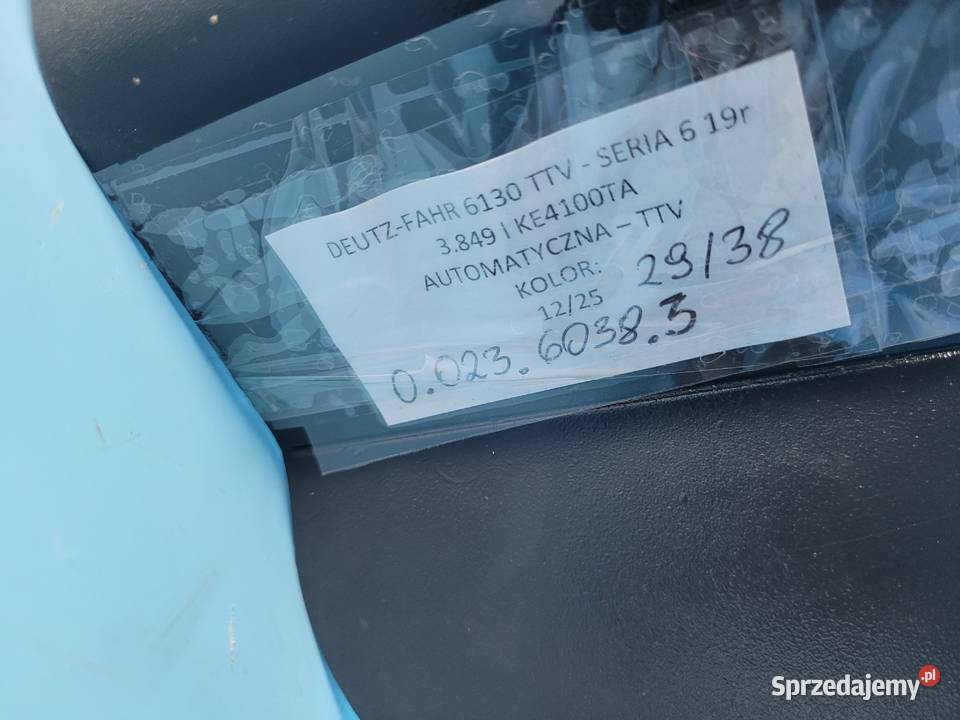 DEUTZ-FAHR 6130 TTV - SERIA 6 19r
3.849 l KE4100TA
AUTOMATYCZNA – TTV
KOLOR:
12/25 29/38
0.023.6038.3
Sprzedajemy.pl